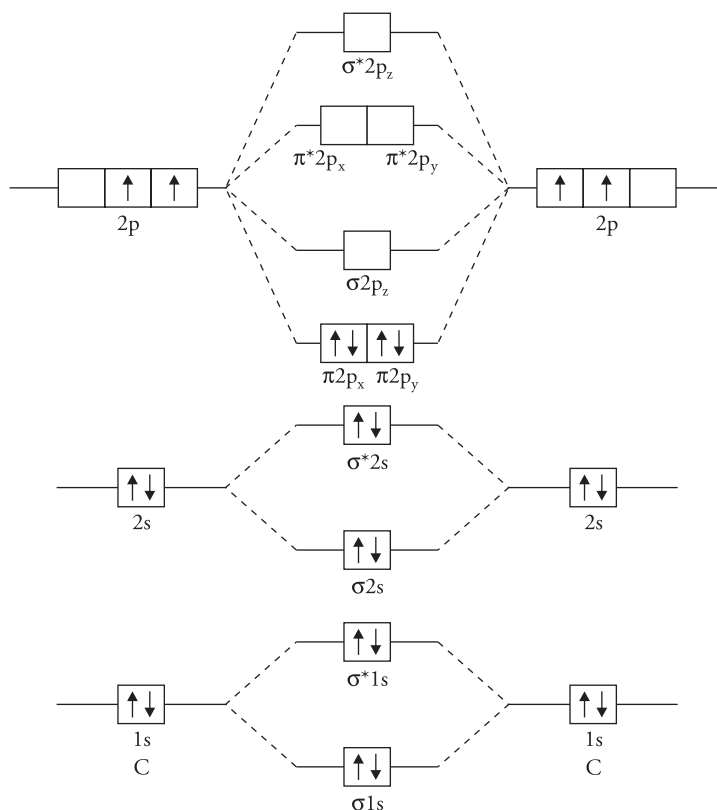 σ*2pz
π*2px π*2py
2p 2p
σ2pz
π2px π2py
σ*2s
2s 2s
σ2s
σ*1s
1s 1s
C C
σ1s